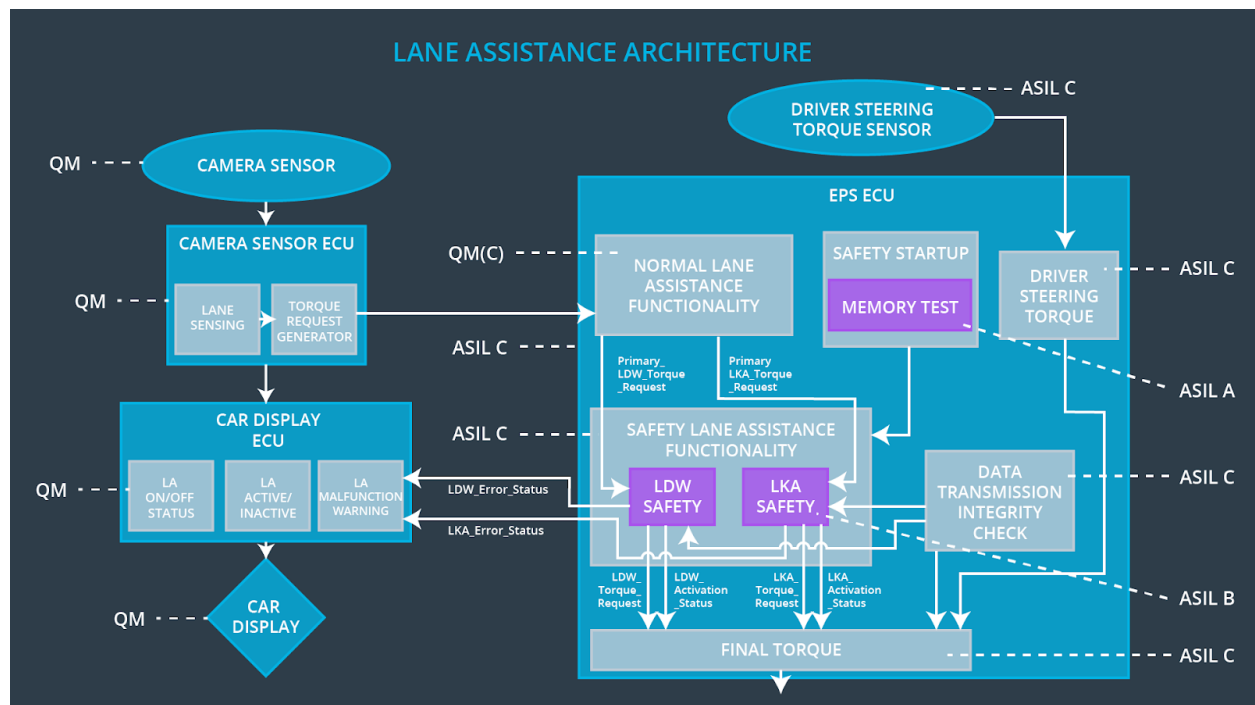 LANE ASSISTANCE ARCHITECTURE
ASIL C
DRIVER STEERING
TORQUE SENSOR
QM
CAMERA SENSOR
EPS ECU
CAMERA SENSOR ECU
QM
LANE
SENSING
TORQUE
REQUEST
GENERATOR
QM(C)
NORMAL LANE
ASSISTANCE
FUNCTIONALITY
SAFETY STARTUP
MEMORY TEST
DRIVER
STEERING
TORQUE
ASIL C
ASIL C
ASIL A
Primary_
LDW_Torque
_Request
Primary
LKA_Torque
_Request
CAR DISPLAY
ECU
QM
LA
ON/OFF
STATUS
LA
ACTIVE/
INACTIVE
LA
MALFUNCTION
WARNING
ASIL C
SAFETY LANE ASSISTANCE
FUNCTIONALITY
LDW
SAFETY
LKA
SAFETY
DATA
TRANSMISSION
INTEGRITY
CHECK
ASIL C
LDW_Error_Status
LKA_Error_Status
LDW_
Torque_
Request
LDW_
Activation
_Status
LKA_
Torque_
Request
LKA_
Activation
_Status
ASIL B
QM
CAR
DISPLAY
FINAL TORQUE
ASIL C